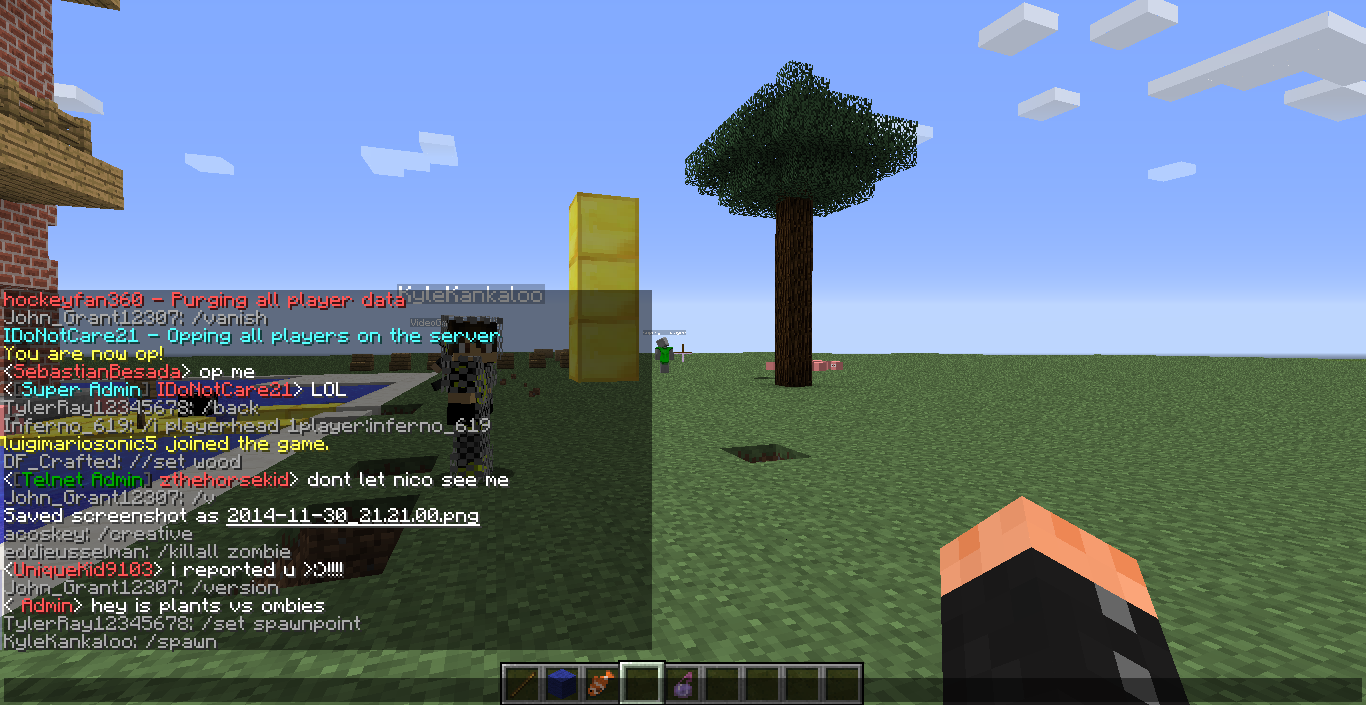 KyleKankaloo
hockeyfan360 - Purging all player data
John_Grant12307: /vanish
IDoNotCare21 - Opping all players on the server
You are now op!
<SebastianBesada> op me
<[Super Admin] IDoNotCare21> LOL
TylerRay12345678: /back
Inferno_619: /i playerhead 1player:inferno_619
luigimariosonic5 joined the game.
DF_Crafted: //set wood
<[Telnet Admin] zthehorsekid> dont let nico see me
John_Grant12307: /v
Saved screenshot as 2014-11-30_21.21.00.png
acoskey: /creative
eddieusselman: /killall zombie
<UniqueKid9103> i reported u >:D!!!!
John_Grant12307: /version
< Admin> hey is plants vs ombies
TylerRay12345678: /set spawnpoint
KyleKankaloo: /spawn